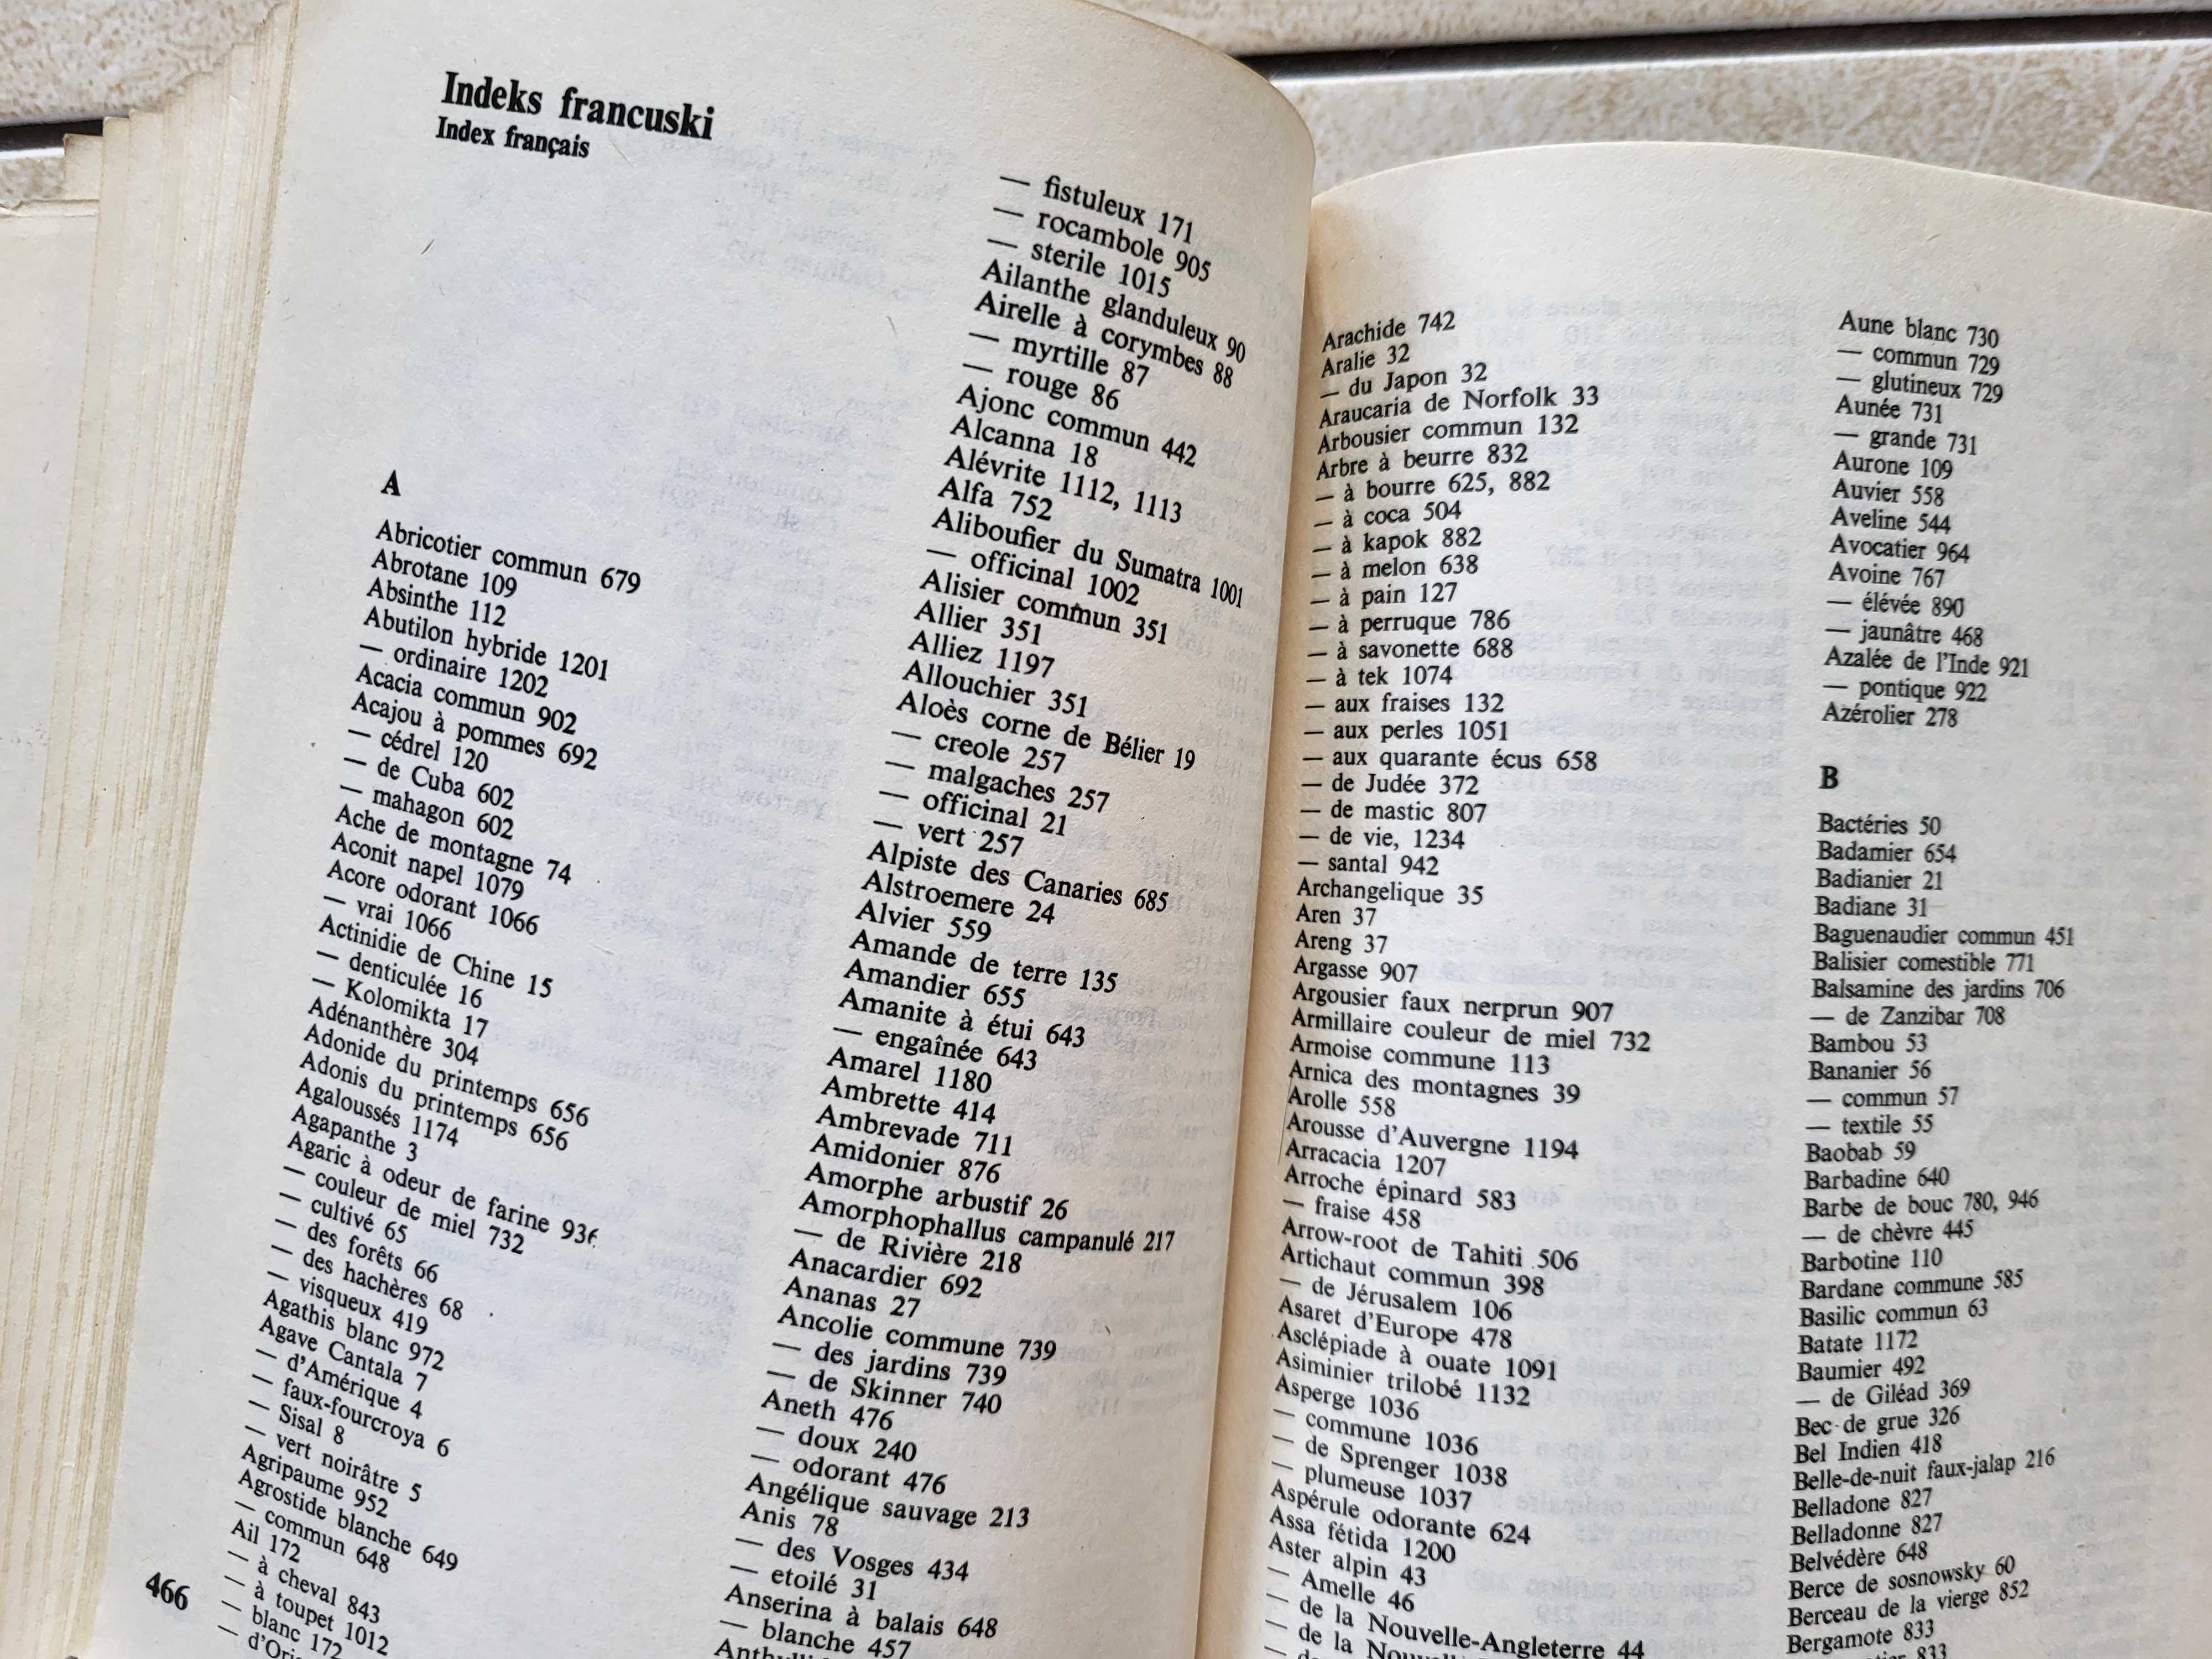 Indeks francuski
Index français
A
Abricotier commun 679
Abrotane 109
Absinthe 112
Abutilon hybride 1201
— ordinaire 1202
Acacia commun 902
Acajou à pommes 692
— cédrel 120
— de Cuba 602
— mahagon 602
Ache de montagne 74
Aconit napel 1079
Acore odorant 1066
— vrai 1066
Actinidie de Chine 15
— denticulée 16
— Kolomikta 17
Adénanthère 304
Adonide du printemps 656
Adonis du printemps 656
Agaloussés 1174
Agapanthe 3
Agaric à odeur de farine 936
— couleur de miel 732
— cultivé 65
— des forêts 66
— des hachères 68
— visqueux 419
Agathis blanc 972
Agave Cantala 7
— d'Amérique 4
— faux-fourcroya 6
— Sisal 8
— vert noirâtre 5
Agripaume 952
Agrostide blanche 649
— commun 648
Ail 172
— à cheval 843
— à toupet 1012
— blanc 172
466
— fistuleux 171
— rocambole 905
— sterile 1015
Ailanthe glanduleux 90
Airelle à corymbes 88
— myrtille 87
— rouge 86
Ajonc commun 442
Alcanna 18
Alévrite 1112, 1113
Alfa 752
Aliboufier du Sumatra 1001
— officinal 1002
Alisier commun 351
Allier 351
Alliez 1197
Allouchier 351
Aloès corne de Bélier 19
— creole 257
— malgaches 257
— officinal 21
— vert 257
Alpiste des Canaries 685
Alstroemere 24
Alvier 559
Amande de terre 135
Amandier 655
Amanite à étui 643
— engaînée 643
Amarel 1180
Ambrette 414
Ambrevade 711
Amidonier 876
Amorphe arbustif 26
Amorphophallus campanulé 217
— de Rivière 218
Anacardier 692
Ananas 27
Ancolie commune 739
— des jardins 739
— de Skinner 740
Aneth 476
— doux 240
— odorant 476
Angélique sauvage 213
Anis 78
— des Vosges 434
— etoilé 31
Anserina à balais 648
— blanche 457
Arachide 742
Aralie 32
— du Japon 32
Araucaria de Norfolk 33
Arbousier commun 132
Arbre à beurre 832
— à bourre 625, 882
— à coca 504
— à kapok 882
— à melon 638
— à pain 127
— à perruque 786
— à savonette 688
— à tek 1074
— aux fraises 132
— aux perles 1051
— aux quarante écus 658
— de Judée 372
— de mastic 807
— de vie, 1234
— santal 942
Archangelique 35
Aren 37
Areng 37
Argasse 907
Argousier faux nerprun 907
Armillaire couleur de miel 732
Armoise commune 113
Arnica des montagnes 39
Arolle 558
Arousse d'Auvergne 1194
Arracacia 1207
Arroche épinard 583
— fraise 458
Arrow-root de Tahiti 506
Artichaut commun 398
— de Jérusalem 106
Asaret d'Europe 478
Asclépiade à ouate 1091
Asiminier trilobé 1132
Asperge 1036
— commune 1036
— de Sprenger 1038
— plumeuse 1037
Aspérule odorante 624
Assa fétida 1200
Aster alpin 43
— Amelle 46
— de la Nouvelle-Angleterre 44
— de la
Aune blanc 730
— commun 729
— glutineux 729
Aunée 731
— grande 731
Aurone 109
Auvier 558
Aveline 544
Avocatier 964
Avoine 767
— élévée 890
— jaunâtre 468
Azalée de l'Inde 921
— pontique 922
Azérolier 278
B
Bactéries 50
Badamier 654
Badianier 21
Badiane 31
Baguenaudier commun 451
Balisier comestible 771
Balsamine des jardins 706
— de Zanzibar 708
Bambou 53
Bananier 56
— commun 57
— textile 55
Baobab 59
Barbadine 640
Barbe de bouc 780, 946
— de chèvre 445
Barbotine 110
Bardane commune 585
Basilic commun 63
Batate 1172
Baumier 492
— de Giléad 369
Bec de grue 326
Bel Indien 418
Belle-de-nuit faux-jalap 216
Belladone 827
Belladonne 827
Belvédère 648
Berce de sosnowsky 60
Berceau de la vierge 852
Bergamote 833
833